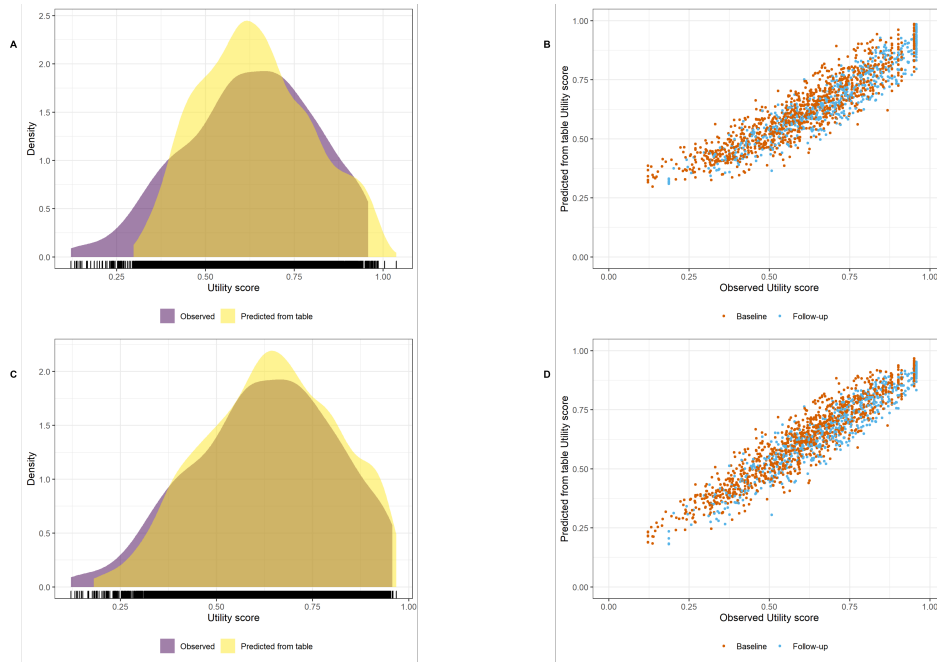 A
2.5
2.0
1.5
1.0
0.5
0.0
Density
0.25 0.50 0.75 1.00
Utility score
Observed Predicted from table
B
1.00
0.75
0.50
0.25
0.00
Predicted from table Utility score
0.00 0.25 0.50 0.75 1.00
Observed Utility score
Baseline Follow-up
C
2.0
1.5
1.0
0.5
0.0
Density
0.25 0.50 0.75 1.00
Utility score
Observed Predicted from table
D
1.00
0.75
0.50
0.25
0.00
Predicted from table Utility score
0.00 0.25 0.50 0.75 1.00
Observed Utility score
Baseline Follow-up